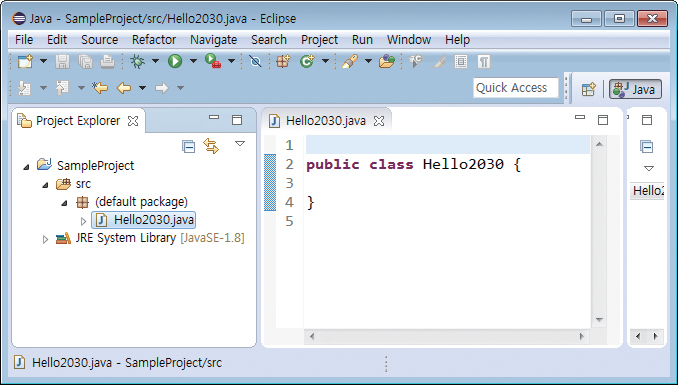 Java - SampleProject/src/Hello2030.java - Eclipse
File Edit Source Refactor Navigate Search Project Run Window Help
Quick Access
Java
Project Explorer
SampleProject
src
(default package)
Hello2030.java
JRE System Library [JavaSE-1.8]
Hello2030.java
1
2 public class Hello2030 {
3
4 }
5
Hello2
Hello2030.java - SampleProject/src